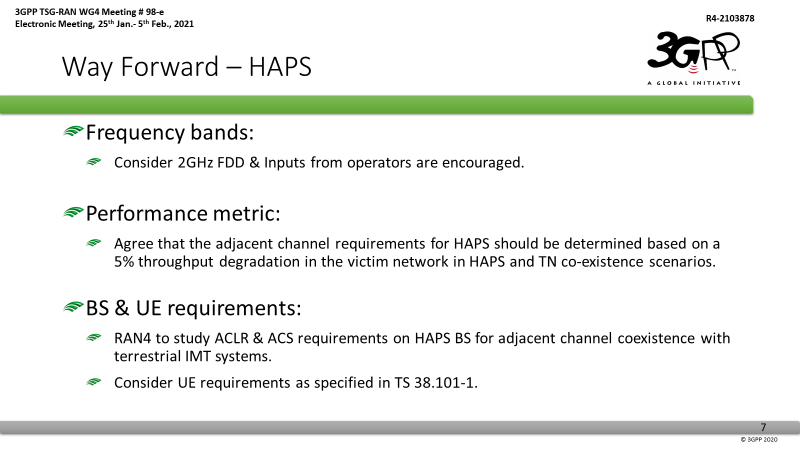 3GPP TSG-RAN WG4 Meeting # 98-e
Electronic Meeting, 25th Jan.- 5th Feb., 2021
R4-2103878
3GPP
A GLOBAL INITIATIVE
Way Forward – HAPS
Frequency bands:
Consider 2GHz FDD & Inputs from operators are encouraged.
Performance metric:
Agree that the adjacent channel requirements for HAPS should be determined based on a
5% throughput degradation in the victim network in HAPS and TN co-existence scenarios.
BS & UE requirements:
RAN4 to study ACLR & ACS requirements on HAPS BS for adjacent channel coexistence with
terrestrial IMT systems.
Consider UE requirements as specified in TS 38.101-1.
7
© 3GPP 2020